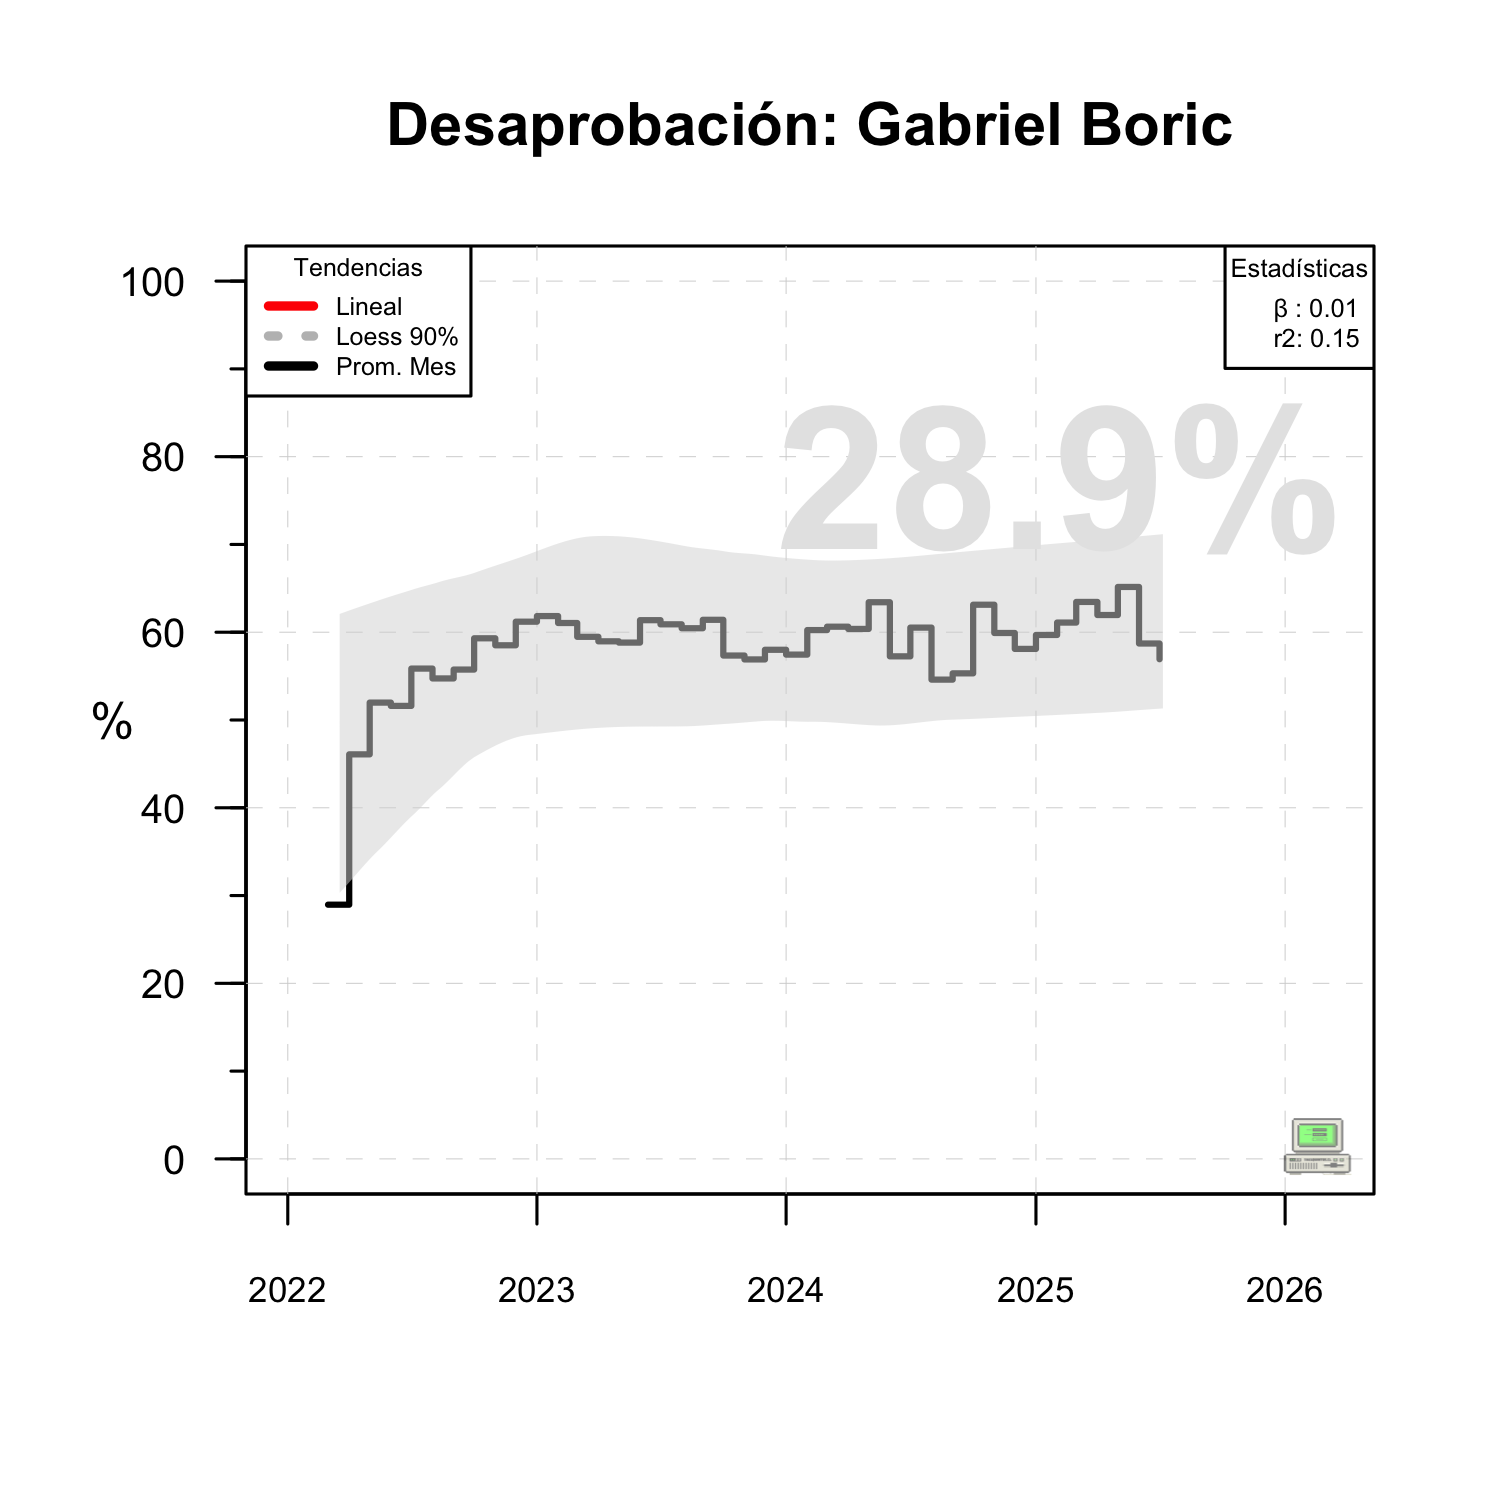 Desaprobación: Gabriel Boric
Tendencias
Lineal
Loess 90%
Prom. Mes
Estadísticas
β : 0.01
r2: 0.15
28.9%
100
80
60
%
40
20
0
2022 2023 2024 2025 2026